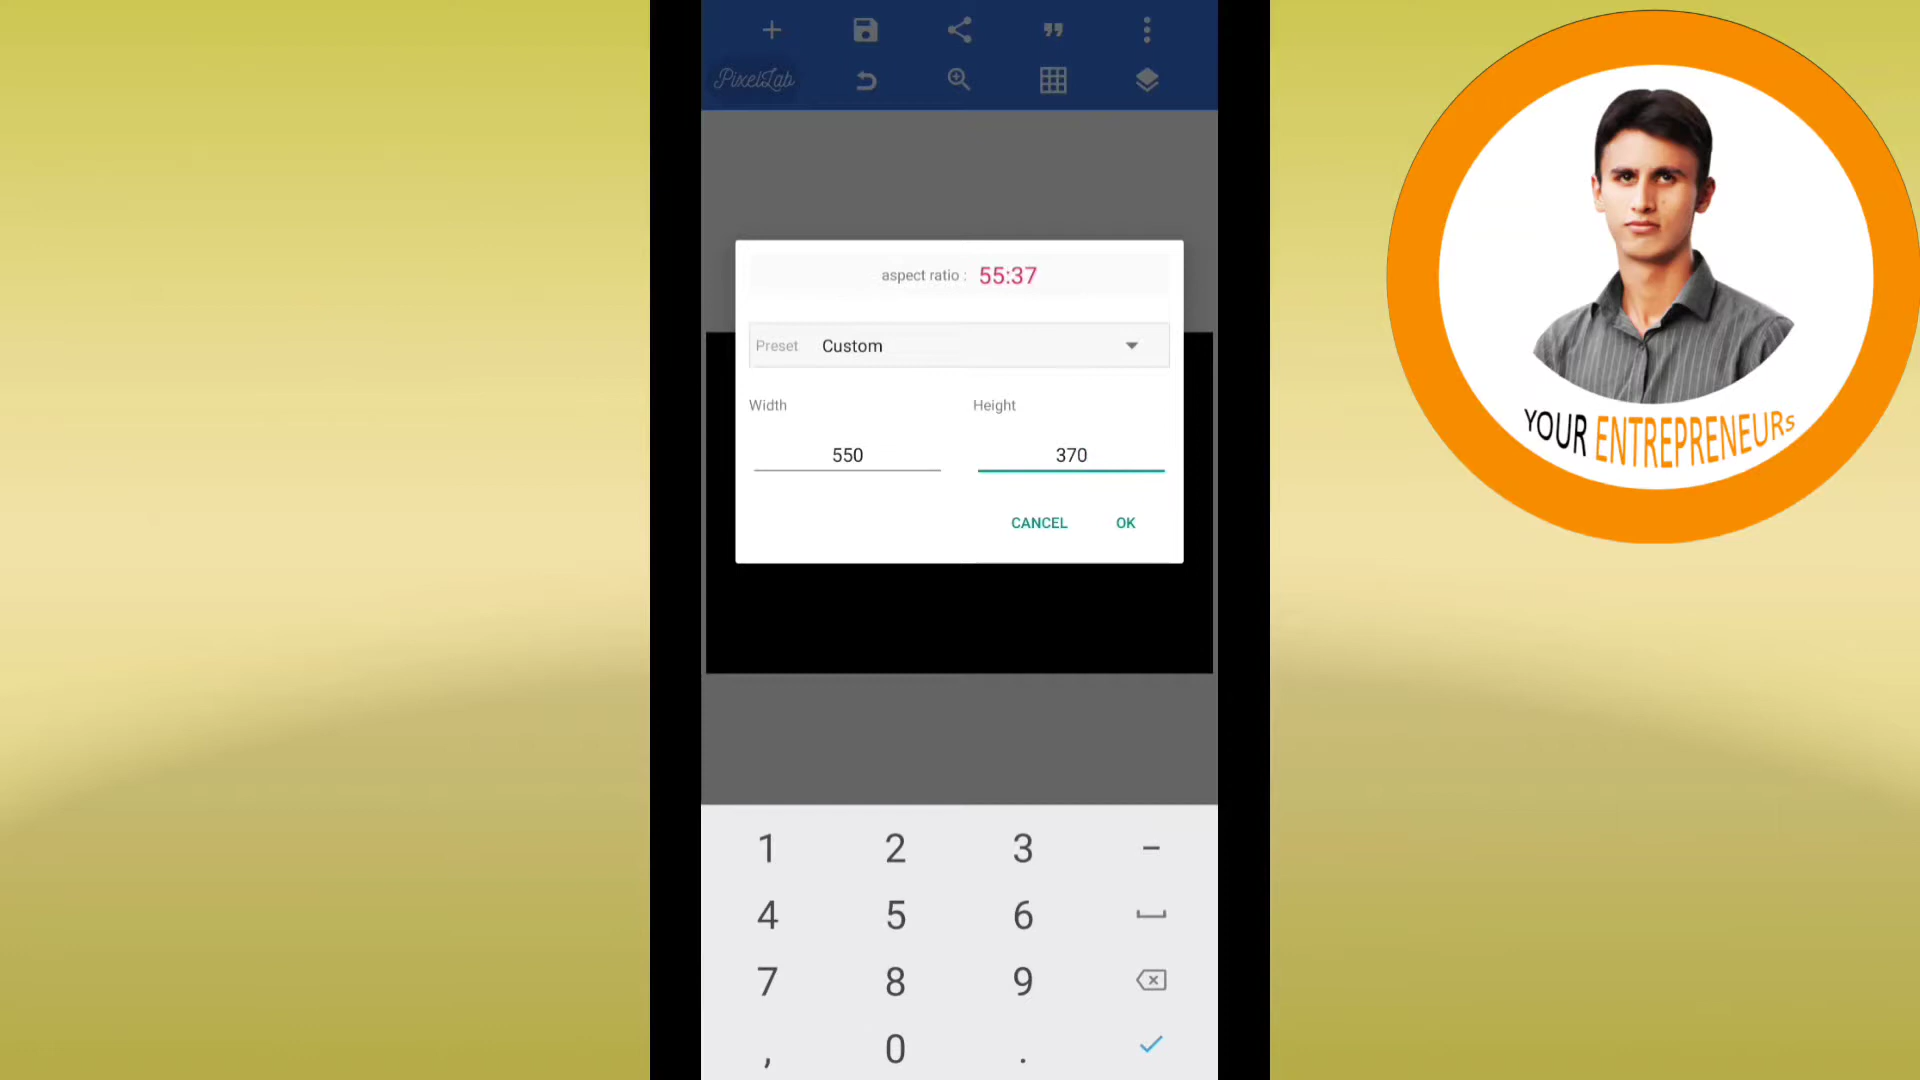 PixelLab
aspect ratio : 55:37
Preset Custom
Width Height
550 370
CANCEL OK
1 2 3 -
4 5 6
7 8 9
, 0 .
YOUR ENTREPRENEURs